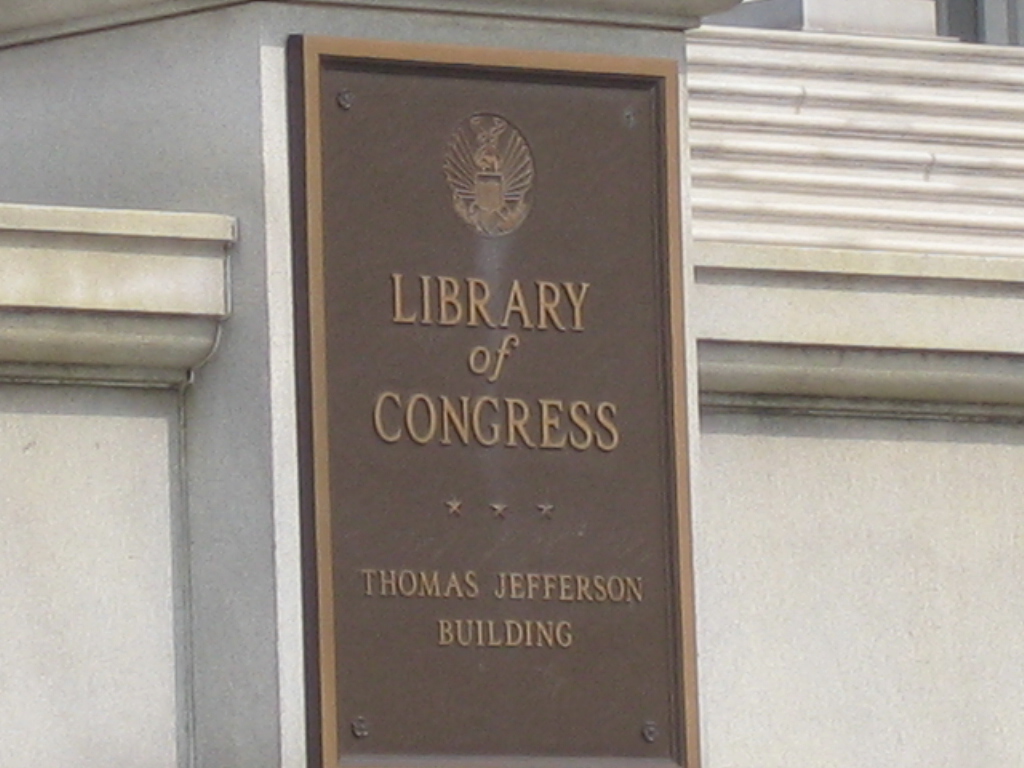 LIBRARY
of
CONGRESS
THOMAS JEFFERSON
BUILDING